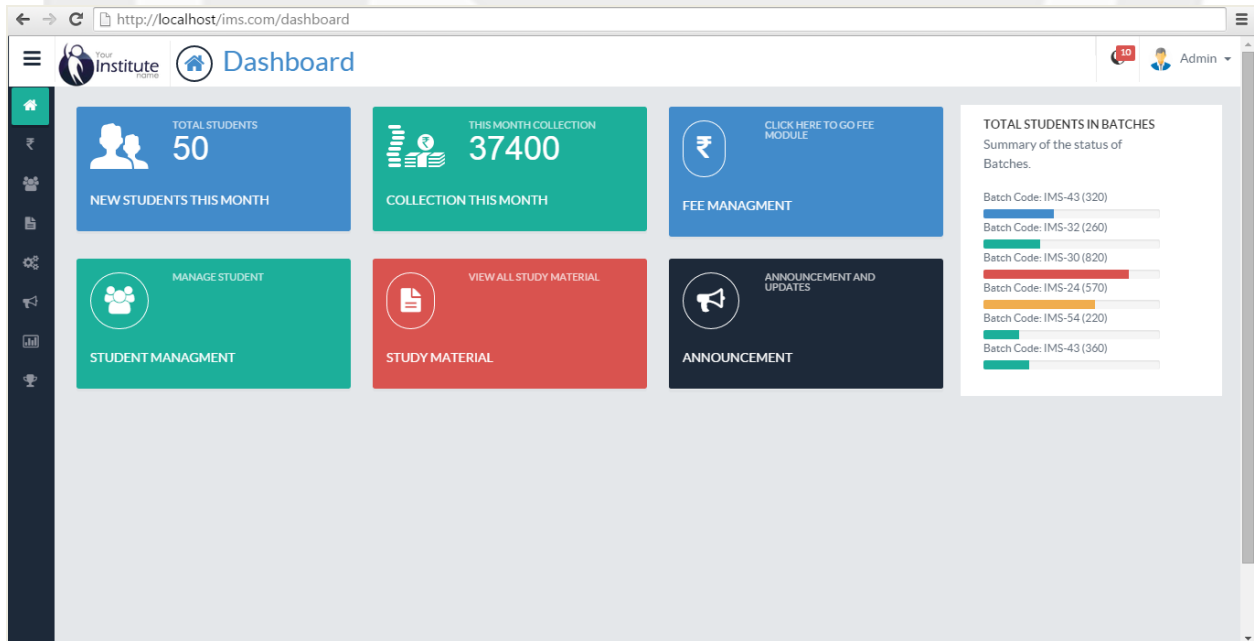 http://localhost/ims.com/dashboard
Your
Institute
name
Dashboard
10
Admin
TOTAL STUDENTS
50
NEW STUDENTS THIS MONTH
THIS MONTH COLLECTION
37400
COLLECTION THIS MONTH
CLICK HERE TO GO FEE
MODULE
₹
FEE MANAGMENT
MANAGE STUDENT
STUDENT MANAGMENT
VIEW ALL STUDY MATERIAL
STUDY MATERIAL
ANNOUNCEMENT AND
UPDATES
ANNOUNCEMENT
TOTAL STUDENTS IN BATCHES
Summary of the status of
Batches.
Batch Code: IMS-43 (320)
Batch Code: IMS-32 (260)
Batch Code: IMS-30 (820)
Batch Code: IMS-24 (570)
Batch Code: IMS-54 (220)
Batch Code: IMS-43 (360)